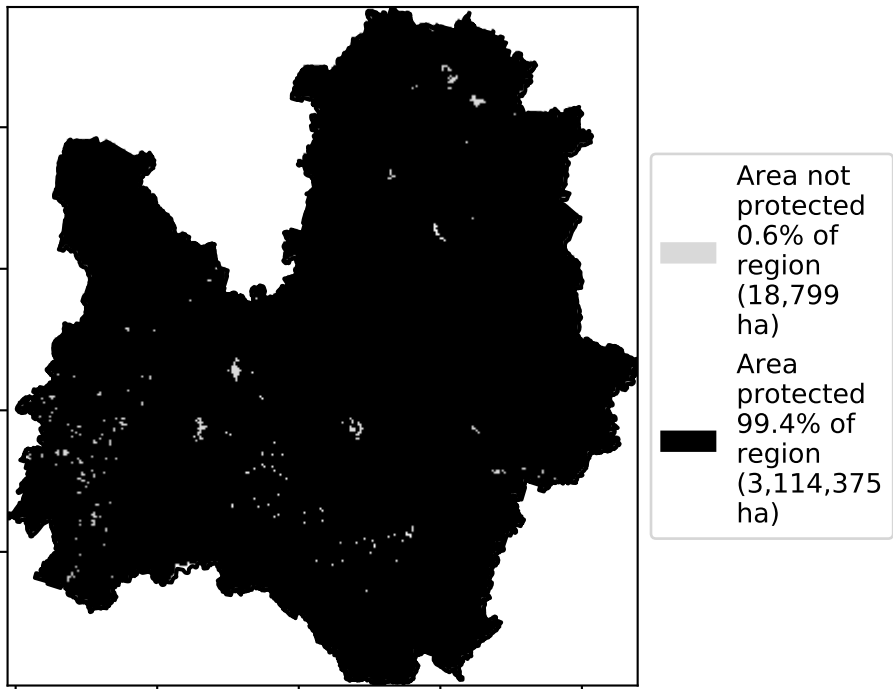 Area not
protected
0.6% of
region
(18,799
ha)
Area
protected
99.4% of
region
(3,114,375
ha)